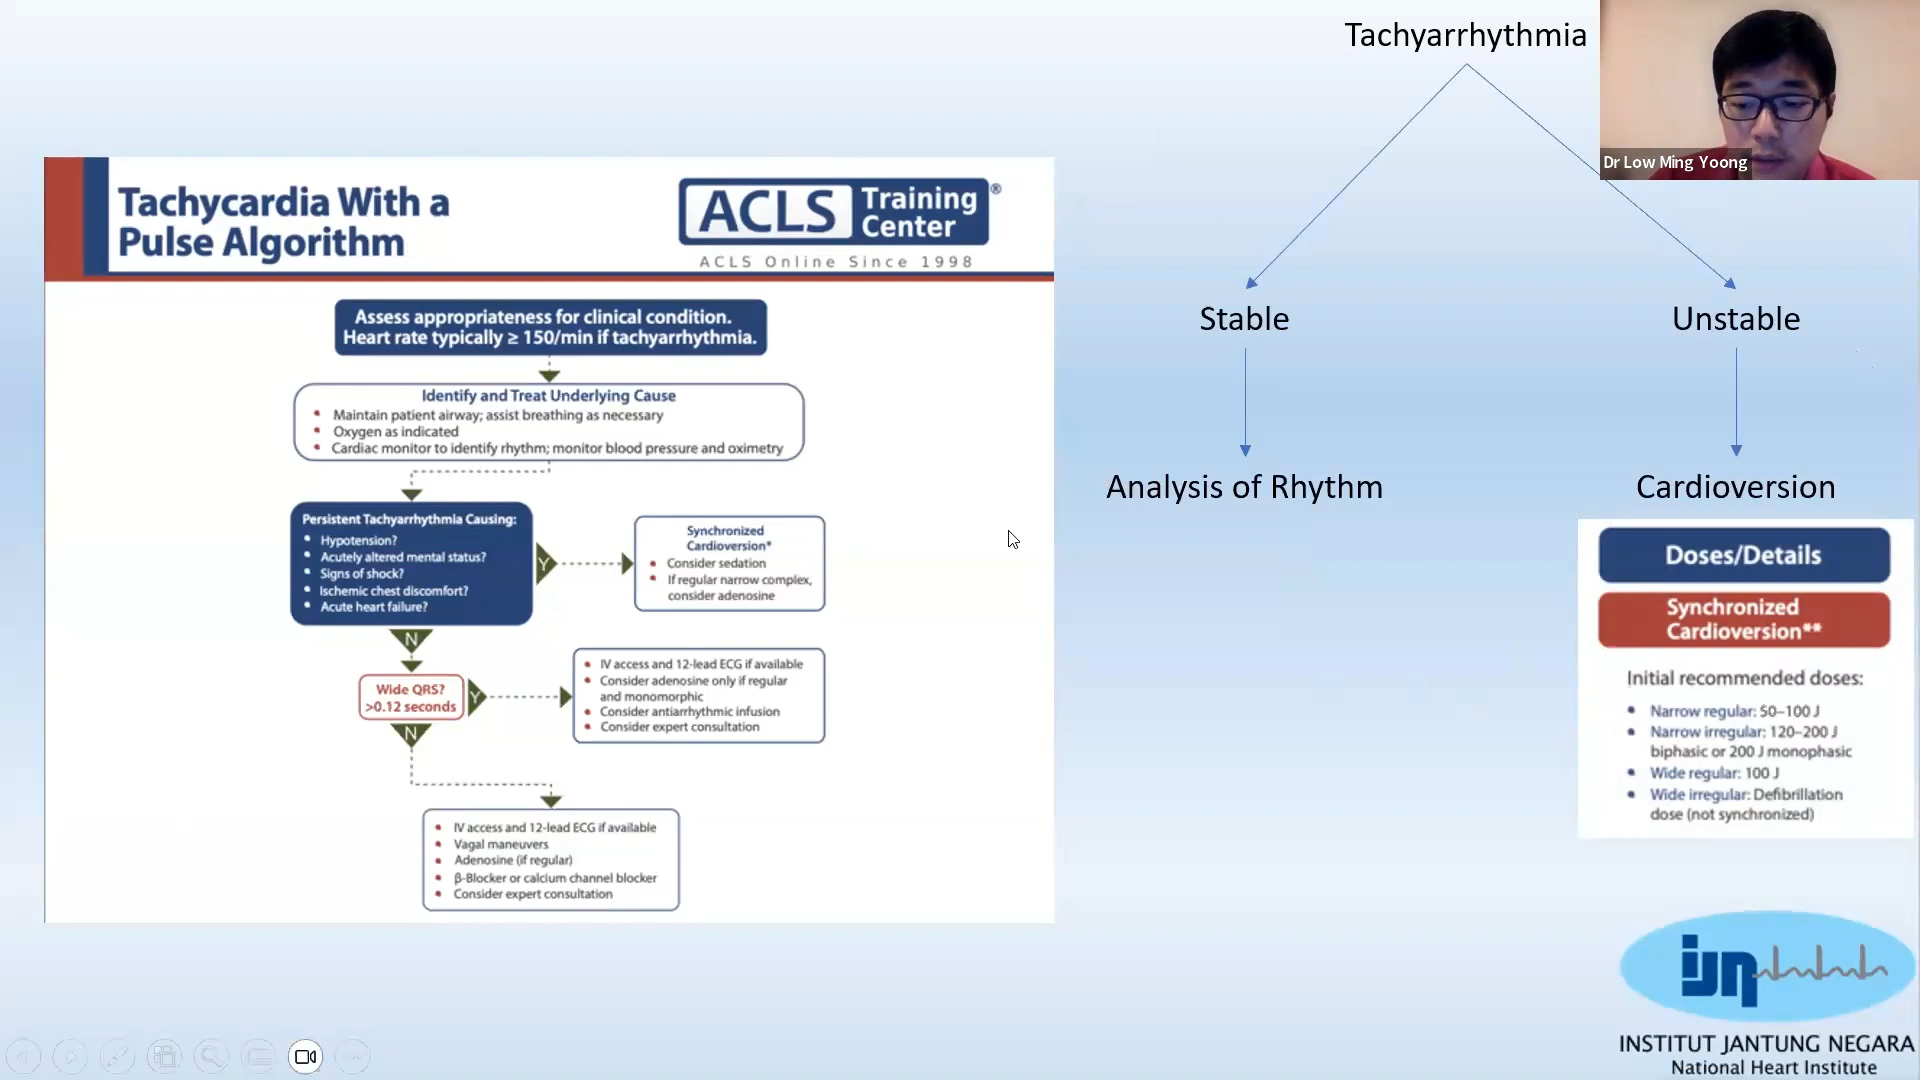 Tachyarrhythmia
Dr Low Ming Yoong
Tachycardia With a
Pulse Algorithm
ACLS Training Center®
ACLS Online Since 1998
Assess appropriateness for clinical condition.
Heart rate typically ≥ 150/min if tachyarrhythmia.
Identify and Treat Underlying Cause
• Maintain patient airway; assist breathing as necessary
• Oxygen as indicated
• Cardiac monitor to identify rhythm; monitor blood pressure and oximetry
Persistent Tachyarrhythmia Causing:
• Hypotension?
• Acutely altered mental status?
• Signs of shock?
• Ischemic chest discomfort?
• Acute heart failure?
Y
Synchronized
Cardioversion*
• Consider sedation
• If regular narrow complex,
consider adenosine
N
Wide QRS?
>0.12 seconds
Y
• IV access and 12-lead ECG if available
• Consider adenosine only if regular
and monomorphic
• Consider antiarrhythmic infusion
• Consider expert consultation
N
• IV access and 12-lead ECG if available
• Vagal maneuvers
• Adenosine (if regular)
• β-Blocker or calcium channel blocker
• Consider expert consultation
Stable
Unstable
Analysis of Rhythm
Cardioversion
Doses/Details
Synchronized
Cardioversion**
Initial recommended doses:
• Narrow regular: 50–100 J
• Narrow irregular: 120–200 J
biphasic or 200 J monophasic
• Wide regular: 100 J
• Wide irregular: Defibrillation
dose (not synchronized)
ijn
INSTITUT JANTUNG NEGARA
National Heart Institute